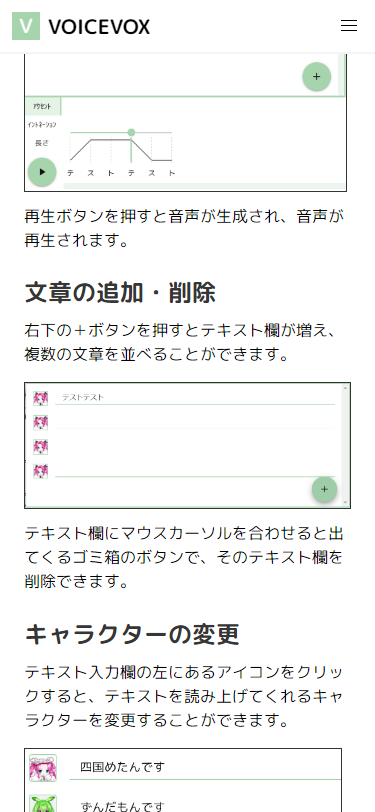 V VOICEVOX
+
アクセント
イントネーション
長さ
テ ス ト テ ス ト
再生ボタンを押すと音声が生成され、音声が
再生されます。
文章の追加・削除
右下の＋ボタンを押すとテキスト欄が増え、
複数の文章を並べることができます。
テストテスト
+
テキスト欄にマウスカーソルを合わせると出
てくるゴミ箱のボタンで、そのテキスト欄を
削除できます。
キャラクターの変更
テキスト入力欄の左にあるアイコンをクリッ
クすると、テキストを読み上げてくれるキャ
ラクターを変更することができます。
四国めたんです
ずんだもんです